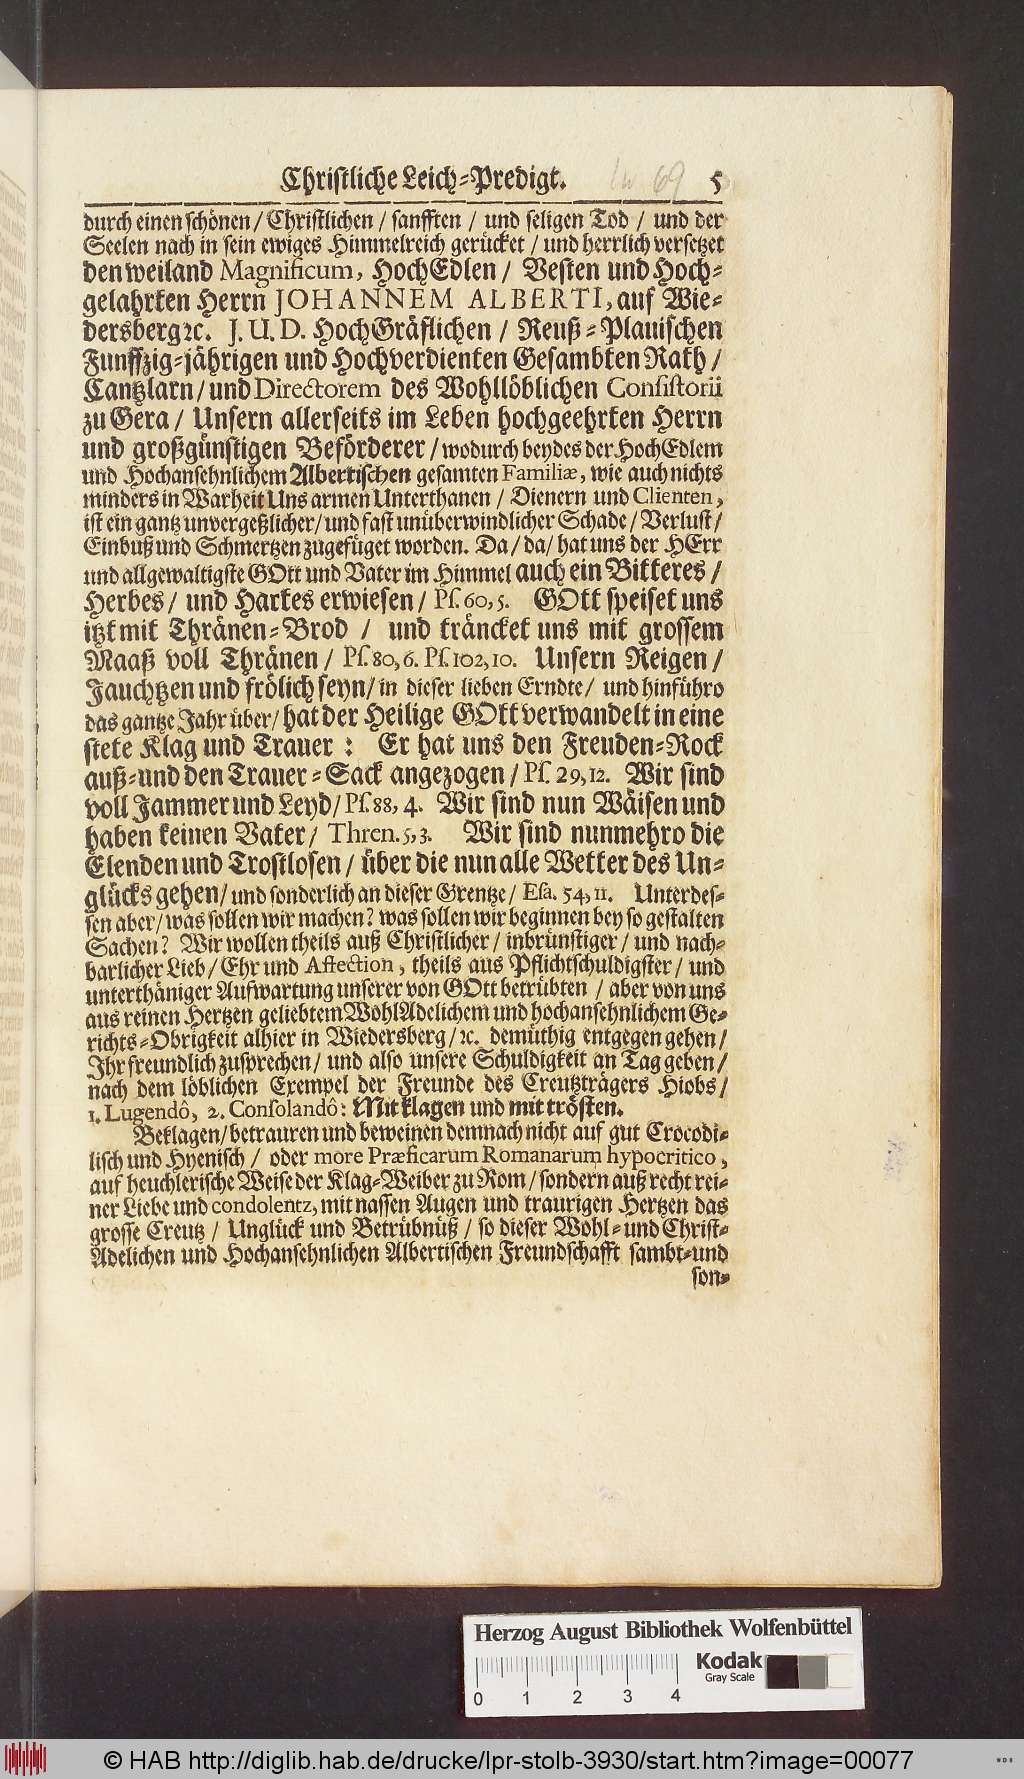 Christliche Leich-Predigt. 69 5
durch einen schönen / Christlichen / sanfften / und seligen Tod / und der
Seelen nach in sein ewiges Himmelreich gerücket / und herrlich versetzet
den weiland Magnificum, HochEdlen / Vesten und Hoch-
gelahrten Herrn JOHANNEM ALBERTI, auf Wie-
dersberg ꝛc. J. U. D. HochGräflichen / Reuß-Plauischen
Funffzig-jährigen und Hochverdienten Gesambten Rath /
Cantzlarn / und Directorem des Wohllöblichen Consistorii
zu Gera / Unsern allerseits im Leben hochgeehrten Herrn
und großgünstigen Beförderer / wodurch beydes der HochEdlem
und Hochansehnlichem Albertischen gesamten Familiæ, wie auch nichts
minders in Warheit Uns armen Unterthanen / Dienern und Clienten,
ist ein gantz unvergeßlicher / und fast unüberwindlicher Schade / Verlust /
Einbuß und Schmertzen zugefüget worden. Da / da / hat uns der HErr
und allgewaltigste GOtt und Vater im Himmel auch ein Bitteres /
Herbes / und Hartes erwiesen / Ps. 60, 5. GOtt speiset uns
itzt mit Thränen-Brod / und träncket uns mit grossem
Maaß voll Thränen / Ps. 80, 6. Ps. 102, 10. Unsern Reigen /
Jauchtzen und frölich seyn / in dieser lieben Erndte / und hinführo
das gantze Jahr über / hat der Heilige GOtt verwandelt in eine
stete Klag und Trauer : Er hat uns den Freuden-Rock
auß-und den Trauer-Sack angezogen / Ps. 29, 12. Wir sind
voll Jammer und Leyd / Ps. 88, 4. Wir sind nun Wäisen und
haben keinen Vater / Thren. 5, 3. Wir sind nunmehro die
Elenden und Trostlosen / über die nun alle Wetter des Un-
glücks gehen / und sonderlich an dieser Grentze / Esa. 54, 11. Unterdes-
sen aber / was sollen wir machen? was sollen wir beginnen bey so gestalten
Sachen? Wir wollen theils auß Christlicher / inbrünstiger / und nach-
barlicher Lieb / Ehr und Affection, theils aus Pflichtschuldigster / und
unterthäniger Aufwartung unserer von GOtt betrübten / aber von uns
aus reinen Hertzen geliebtem WohlAdelichem und hochansehnlichem Ge-
richts-Obrigkeit alhier in Wiedersberg / ꝛc. demüthig entgegen gehen /
Ihr freundlich zusprechen / und also unsere Schuldigkeit an Tag geben /
nach dem löblichen Exempel der Freunde des Creutzträgers Hiobs /
1. Lugendô, 2. Consolandô: Mit klagen und mit trösten.
Beklagen / betrauren und beweinen demnach nicht auf gut Crocodi-
lisch und Hyenisch / oder more Præficarum Romanarum hypocritico,
auf heuchlerische Weise der Klag-Weiber zu Rom / sondern auß recht rei-
ner Liebe und condolentz, mit nassen Augen und traurigen Hertzen das
grosse Creutz / Unglück und Betrübnüß / so dieser Wohl-und Christ-
Adelichen und Hochansehnlichen Albertischen Freundschafft sambt-und
son-
Herzog August Bibliothek Wolfenbüttel
Kodak
Gray Scale
0 1 2 3 4
© HAB http://diglib.hab.de/drucke/lpr-stolb-3930/start.htm?image=00077